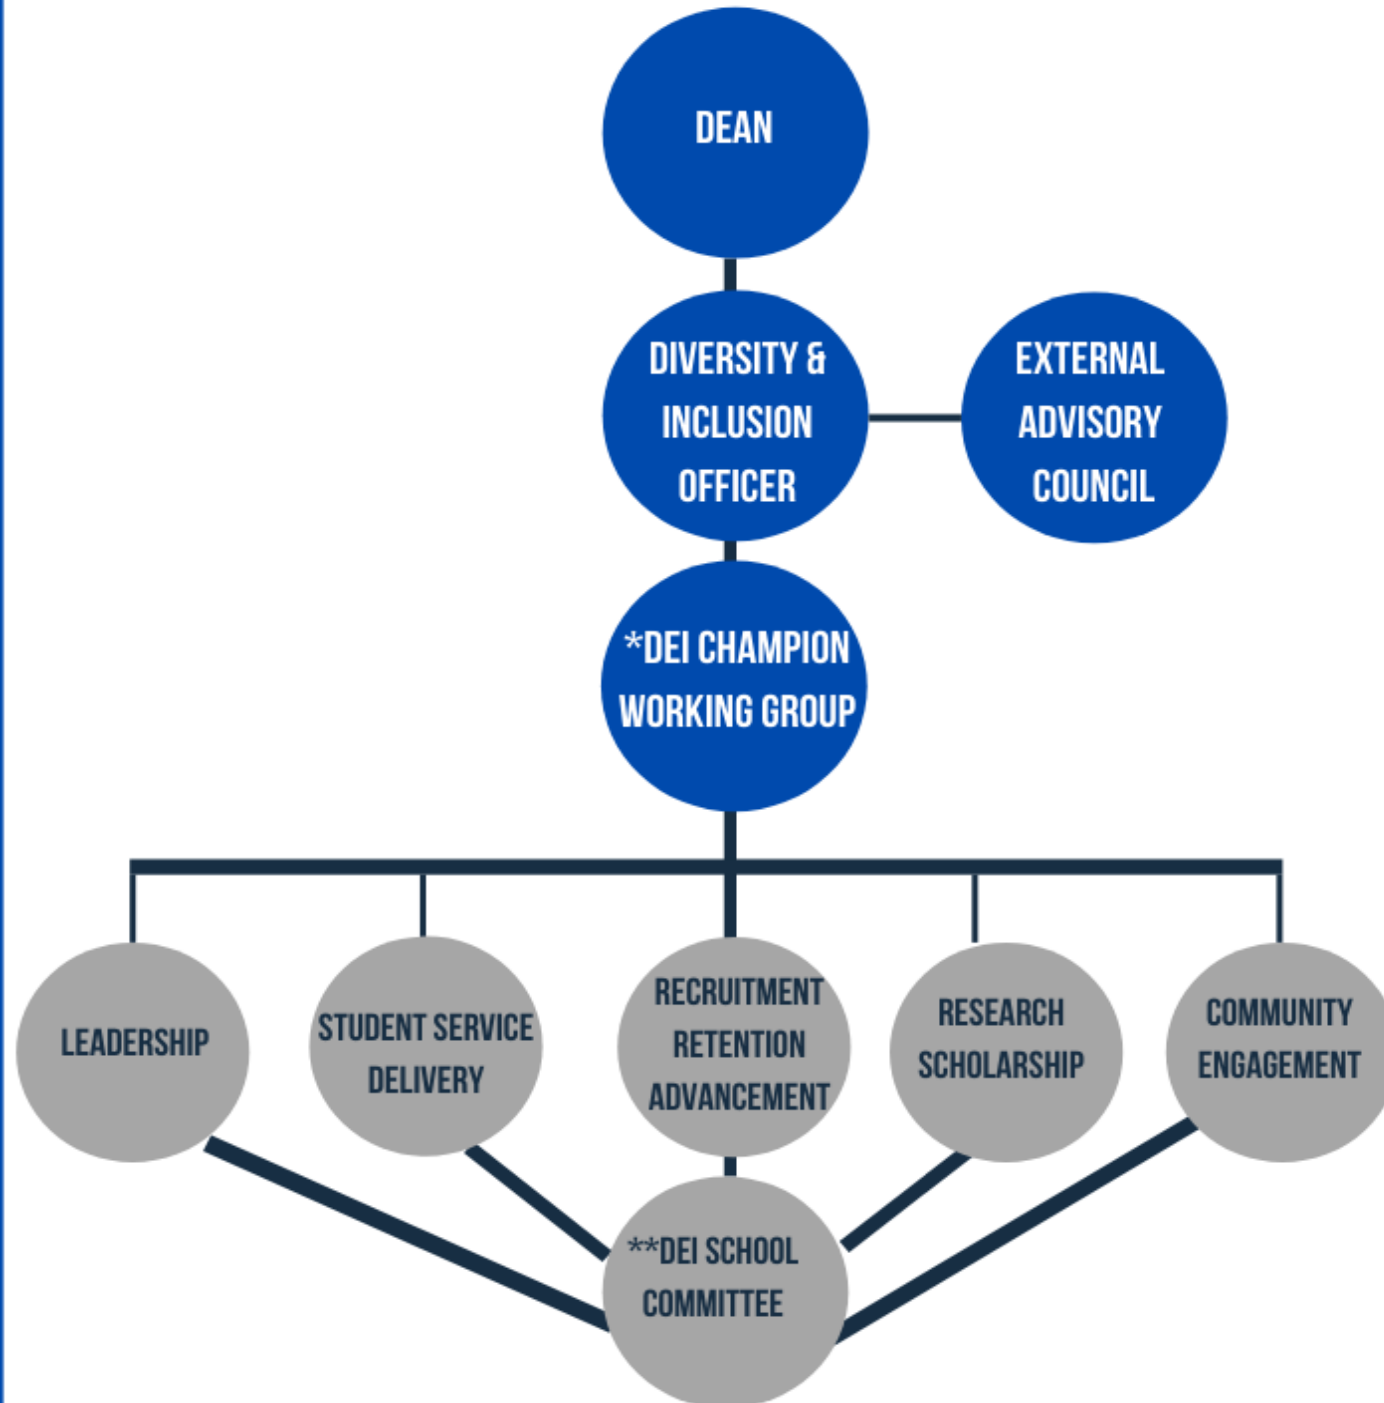 DEAN
DIVERSITY &
INCLUSION
OFFICER
EXTERNAL
ADVISORY
COUNCIL
*DEI CHAMPION
WORKING GROUP
LEADERSHIP
STUDENT SERVICE
DELIVERY
RECRUITMENT
RETENTION
ADVANCEMENT
RESEARCH
SCHOLARSHIP
COMMUNITY
ENGAGEMENT
**DEI SCHOOL
COMMITTEE